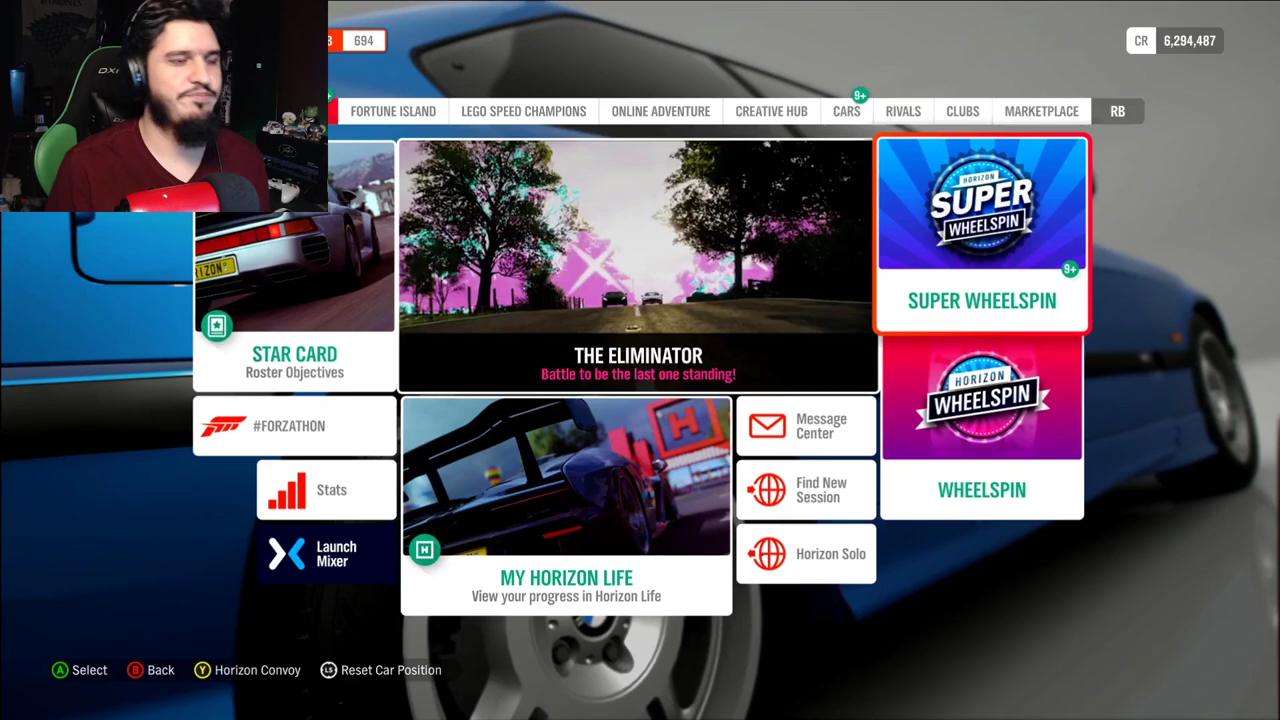 694
CR 6,294,487
FORTUNE ISLAND LEGO SPEED CHAMPIONS ONLINE ADVENTURE CREATIVE HUB CARS 9+ RIVALS CLUBS MARKETPLACE RB
STAR CARD
Roster Objectives
THE ELIMINATOR
Battle to be the last one standing!
HORIZON
SUPER
WHEELSPIN
9+
SUPER WHEELSPIN
#FORZATHON
Stats
Launch
Mixer
MY HORIZON LIFE
View your progress in Horizon Life
Message
Center
Find New
Session
Horizon Solo
HORIZON
WHEELSPIN
WHEELSPIN
A Select B Back Y Horizon Convoy LS Reset Car Position